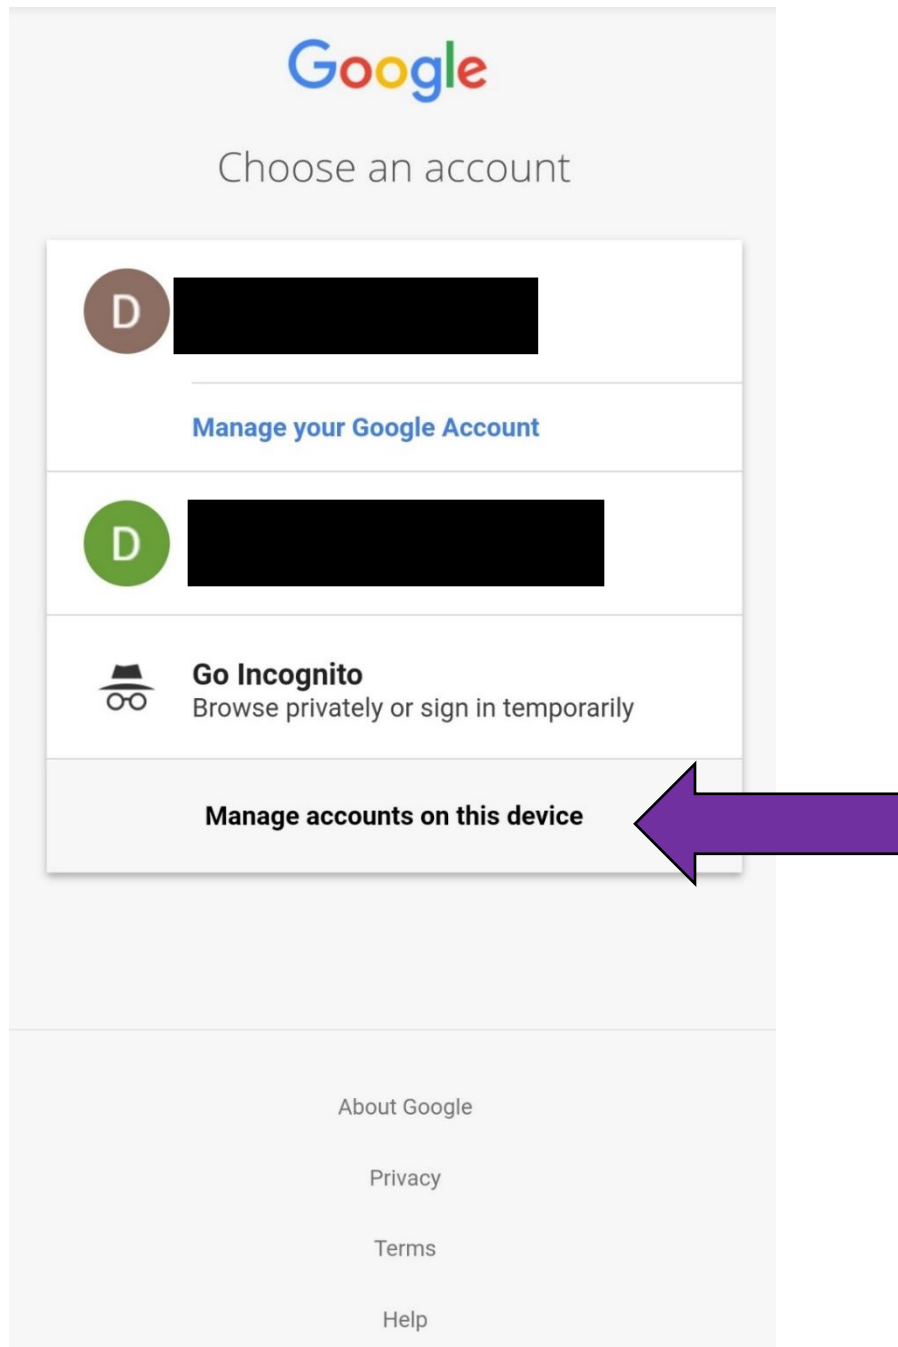 Google
Choose an account
D
Manage your Google Account
D
Go Incognito
Browse privately or sign in temporarily
Manage accounts on this device
About Google
Privacy
Terms
Help